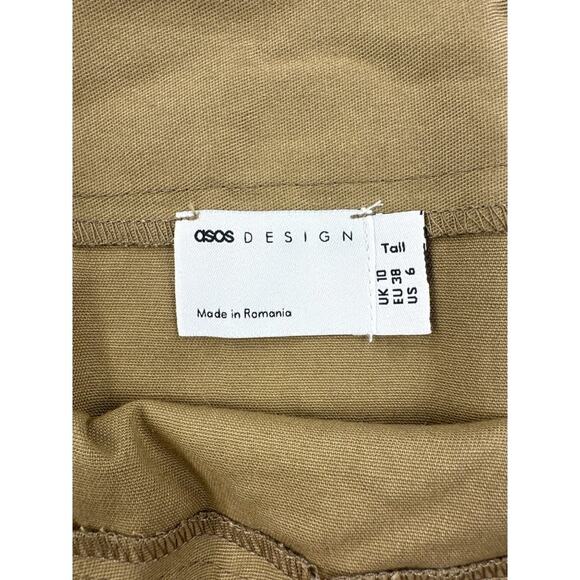 asos DESIGN
Made in Romania
Tall
UK 10
EU 38
US 6